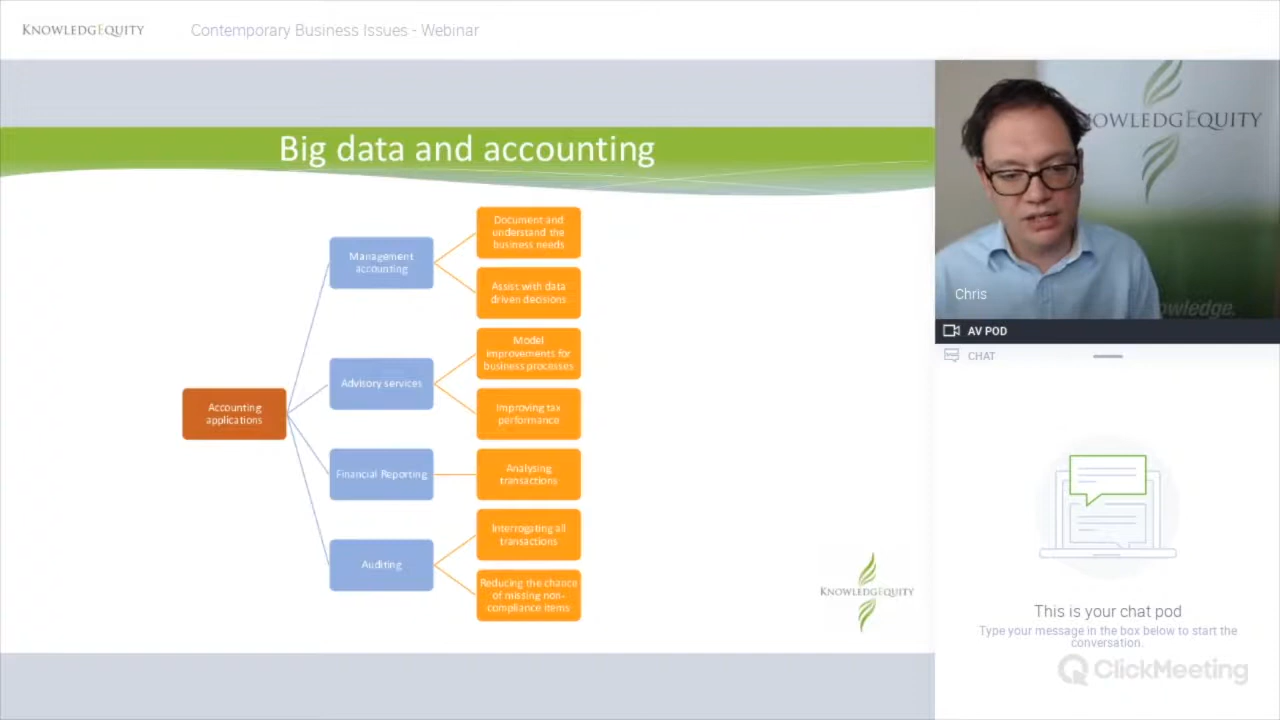 KNOWLEDGEQUITY
Contemporary Business Issues - Webinar
Big data and accounting
Accounting
applications
Management
accounting
Document and
understand the
business needs
Assist with data
driven decisions
Advisory services
Model
improvements for
business processes
Improving tax
performance
Financial Reporting
Analysing
transactions
Auditing
Interrogating all
transactions
Reducing the chance
of missing non-
compliance items
KNOWLEDGEQUITY
NOWLEDGEQUITY
Chris
wledge.
AV POD
CHAT
This is your chat pod
Type your message in the box below to start the
conversation.
ClickMeeting